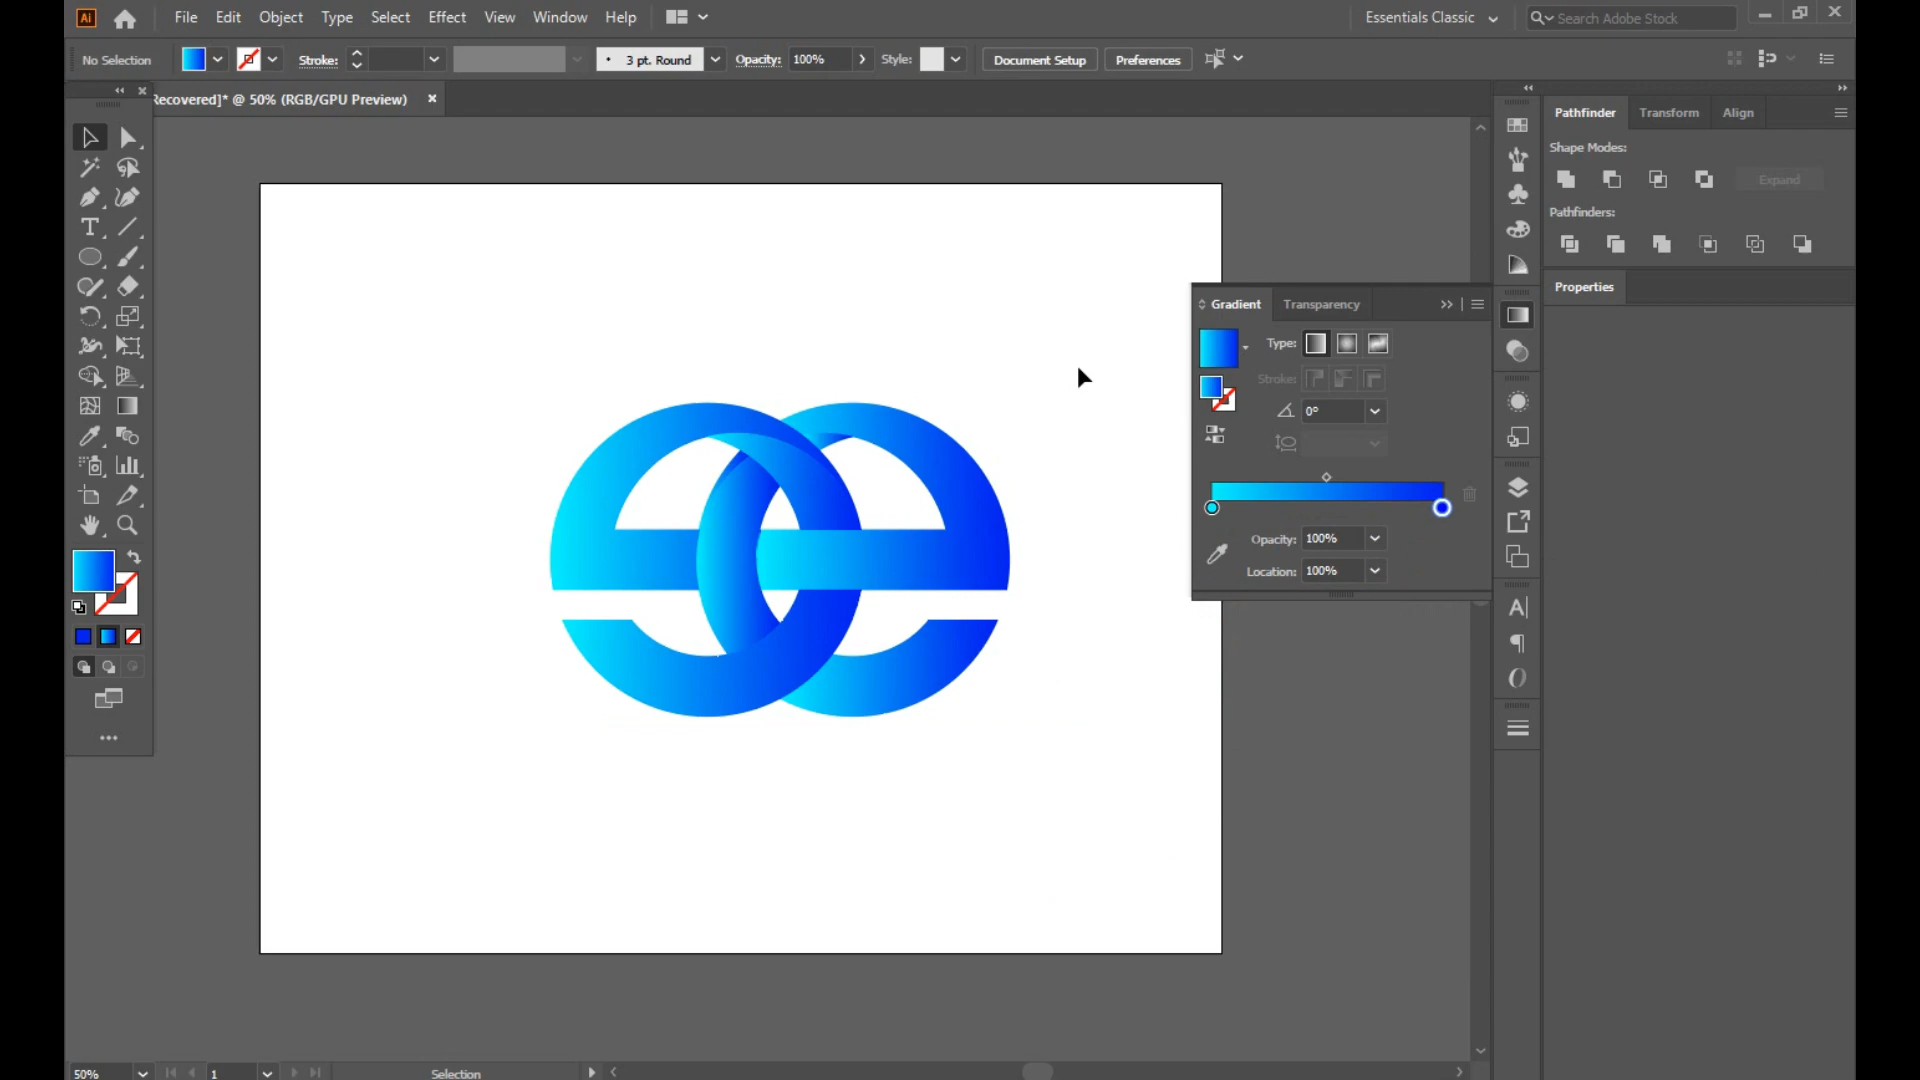 Ai File Edit Object Type Select Effect View Window Help Essentials Classic Search Adobe Stock
No Selection Stroke: 3 pt. Round Opacity: 100% Style: Document Setup Preferences
Recovered]* @ 50% (RGB/GPU Preview)
Pathfinder Transform Align
Shape Modes:
Expand
Pathfinders:
Properties
Gradient Transparency
Type:
Stroke:
0°
Opacity: 100%
Location: 100%
ee
50% 1 Selection